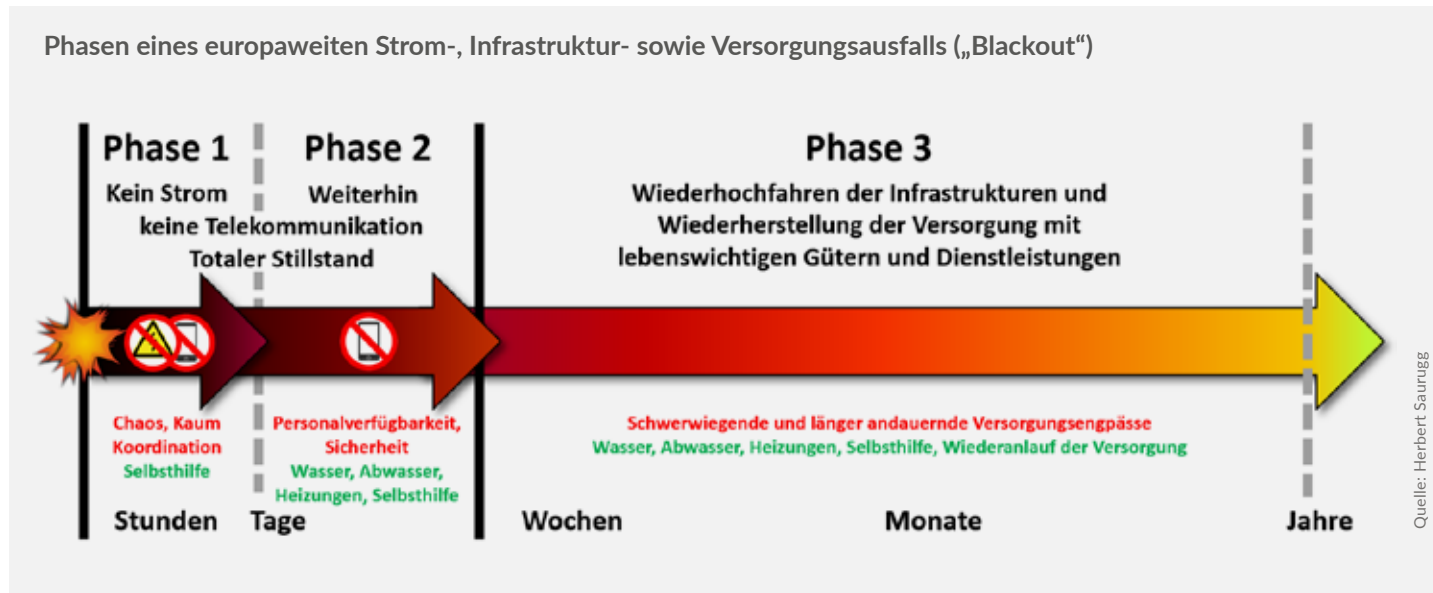 Phasen eines europaweiten Strom-, Infrastruktur- sowie Versorgungsausfalls („Blackout“)
Phase 1
Kein Strom
Phase 2
Weiterhin
keine Telekommunikation
Totaler Stillstand
Phase 3
Wiederhochfahren der Infrastrukturen und
Wiederherstellung der Versorgung mit
lebenswichtigen Gütern und Dienstleistungen
Chaos, Kaum
Koordination
Selbsthilfe
Personalverfügbarkeit,
Sicherheit
Wasser, Abwasser,
Heizungen, Selbsthilfe
Schwerwiegende und länger andauernde Versorgungsengpässe
Wasser, Abwasser, Heizungen, Selbsthilfe, Wiederanlauf der Versorgung
Stunden
Tage
Wochen
Monate
Jahre
Quelle: Herbert Saurugg